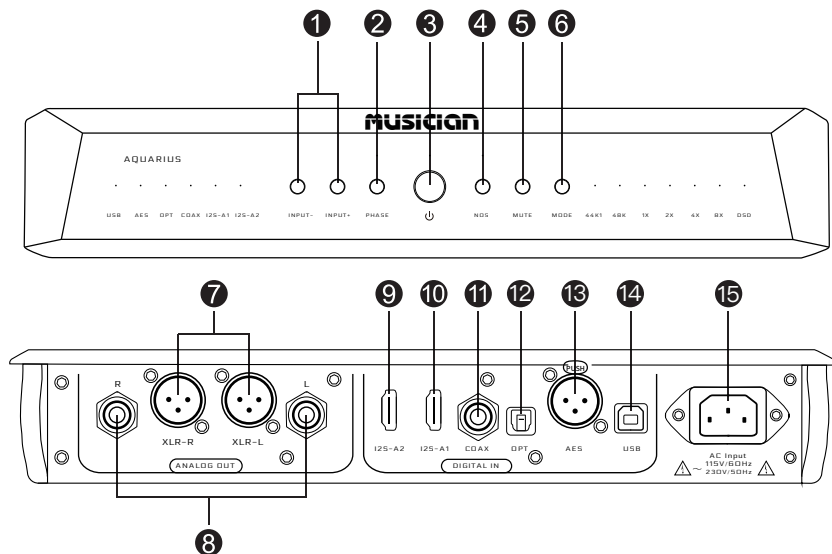 1 2 3 4 5 6
MUSICIAN
AQUARIUS
USB AES OPT COAX I2S-A1 I2S-A2 INPUT- INPUT+ PHASE NOS MUTE MODE 44K1 48K 1X 2X 4X 8X DSD
7 9 10 11 12 13 14 15
PUSH
R L
XLR-R XLR-L I2S-A2 I2S-A1 COAX OPT AES USB
ANALOG OUT DIGITAL IN
AC Input
115V/60Hz
~ 230V/50Hz
8